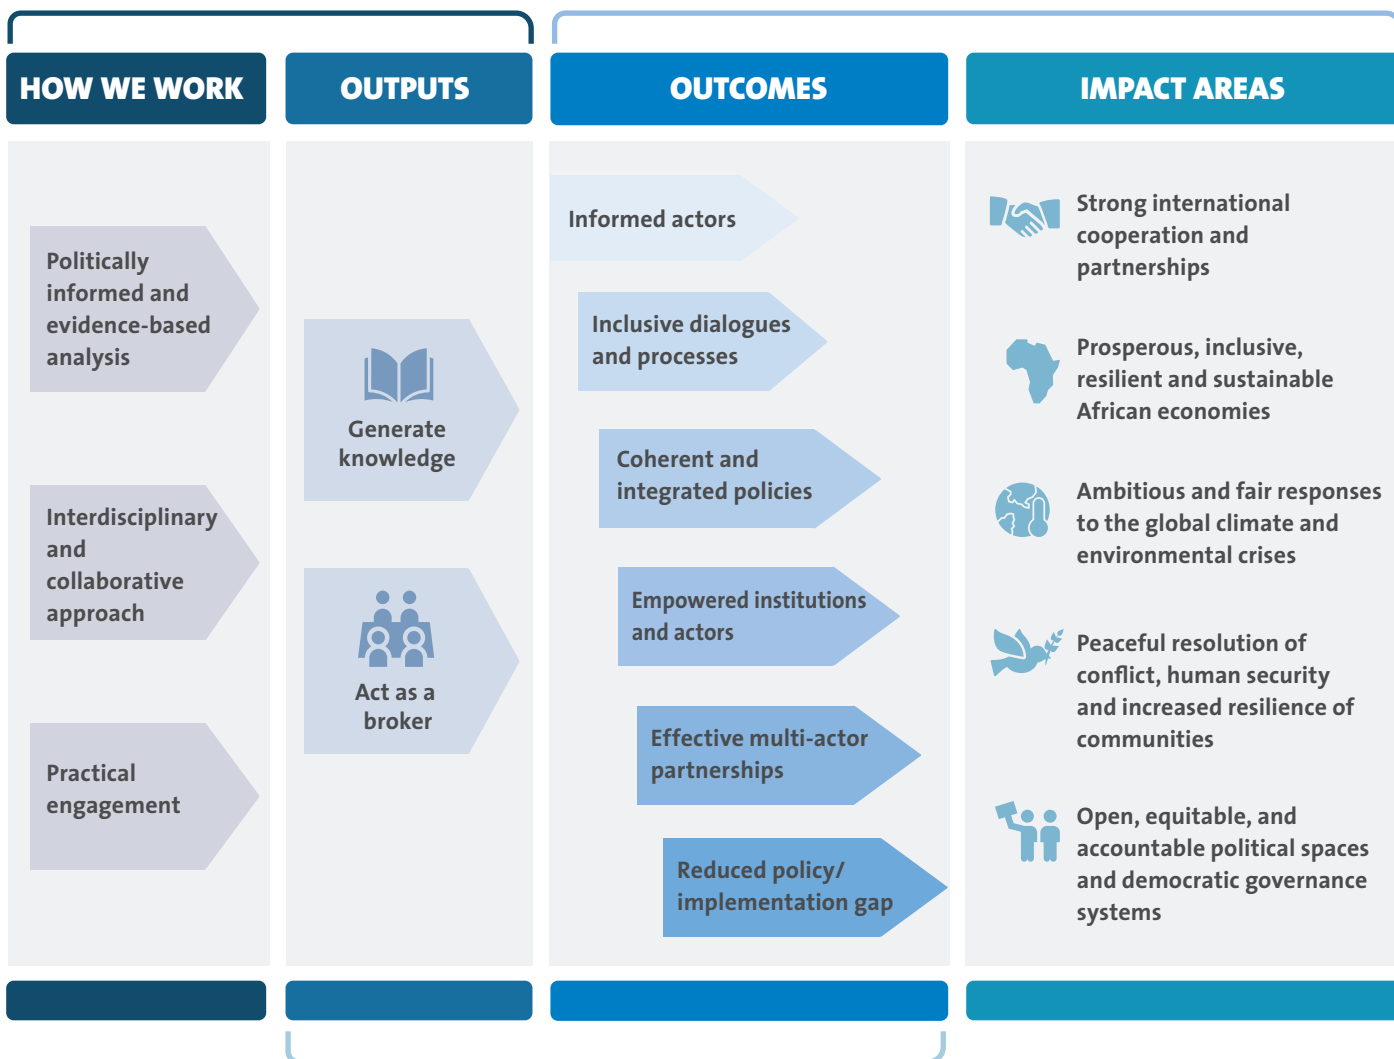 HOW WE WORK
OUTPUTS
OUTCOMES
IMPACT AREAS
Politically
informed and
evidence-based
analysis
Interdisciplinary
and
collaborative
approach
Practical
engagement
Generate
knowledge
Act as a
broker
Informed actors
Inclusive dialogues
and processes
Coherent and
integrated policies
Empowered institutions
and actors
Effective multi-actor
partnerships
Reduced policy/
implementation gap
Strong international
cooperation and
partnerships
Prosperous, inclusive,
resilient and sustainable
African economies
Ambitious and fair responses
to the global climate and
environmental crises
Peaceful resolution of
conflict, human security
and increased resilience of
communities
Open, equitable, and
accountable political spaces
and democratic governance
systems